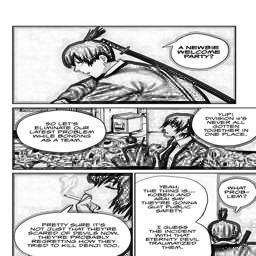 A NEWBIE
WELCOME
PARTY?
YUP!
DIVISION 4'S
NEVER ALL
GOTTEN
TOGETHER IN
ONE PLACE.
SO LET'S
ELIMINATE OUR
LATEST PROBLEM
WHILE BONDING
AS A TEAM.
WHAT
PROB-
LEM?
YEAH,
THE THING IS...
KOBENI AND
ARAI SAY
THEY'RE GONNA
QUIT PUBLIC
SAFETY.
I GUESS
THE INCIDENT
WITH THAT
ETERNITY DEVIL
TRAUMATIZED
THEM.
PRETTY SURE IT'S
NOT JUST THAT THEY'RE
SCARED OF DEVILS NOW.
THEY'RE PROBABLY
REGRETTING HOW THEY
TRIED TO KILL DENJI, TOO.